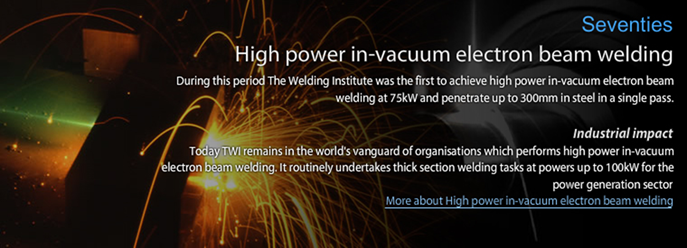 Seventies
High power in-vacuum electron beam welding
During this period The Welding Institute was the first to achieve high power in-vacuum electron beam
welding at 75kW and penetrate up to 300mm in steel in a single pass.
Industrial impact
Today TWI remains in the world's vanguard of organisations which performs high power in-vacuum
electron beam welding. It routinely undertakes thick section welding tasks at powers up to 100kW for the
power generation sector
More about High power in-vacuum electron beam welding